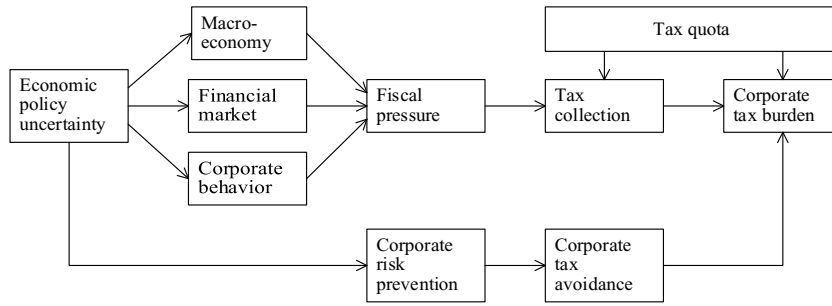 Macro-
economy
Tax quota
Economic
policy
uncertainty
Financial
market
Fiscal
pressure
Tax
collection
Corporate
tax burden
Corporate
behavior
Corporate
risk
prevention
Corporate
tax
avoidance